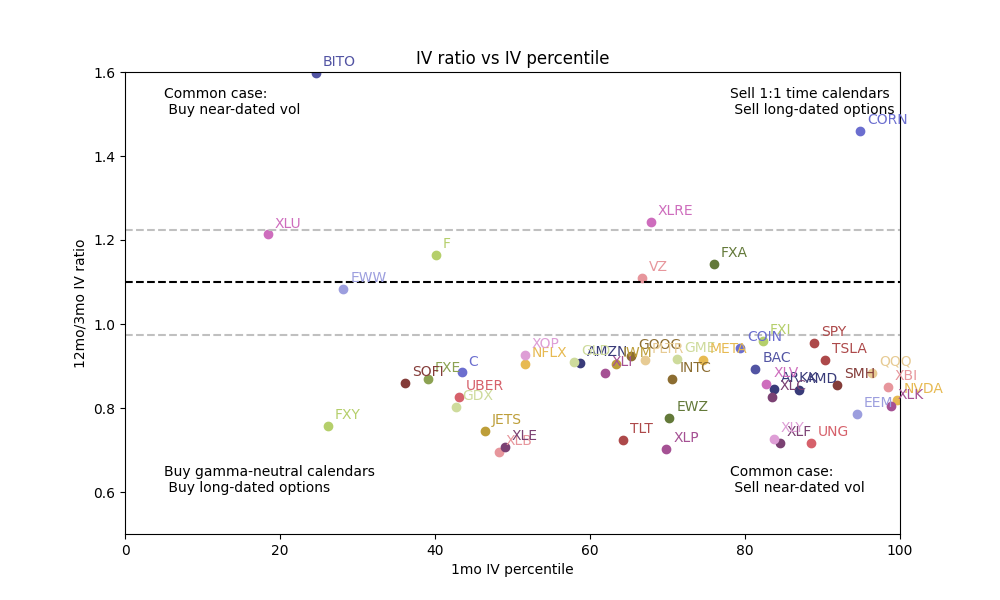 IV ratio vs IV percentile
BITO
1.6
Common case:
Buy near-dated vol
Sell 1:1 time calendars
Sell long-dated options
CORN
1.4
XLRE
XLU
F
1.2
FXA
VZ
EWW
12mo/3mo IV ratio
1.0
FXI
SPY
COIN
XOP
NFLX
AMZN
GOOG
GME
META
TSLA
BAC
C
FXE
SOFI
INTC
QQQ
XLV
ARKK
AMD
SMH
XBI
XLC
UBER
GDX
NVDA
XLK
0.8
EEM
FXY
EWZ
JETS
XLE
XLB
TLT
XLP
XLY
XLF
UNG
Buy gamma-neutral calendars
Buy long-dated options
Common case:
Sell near-dated vol
0.6
0
20
40
60
80
100
1mo IV percentile